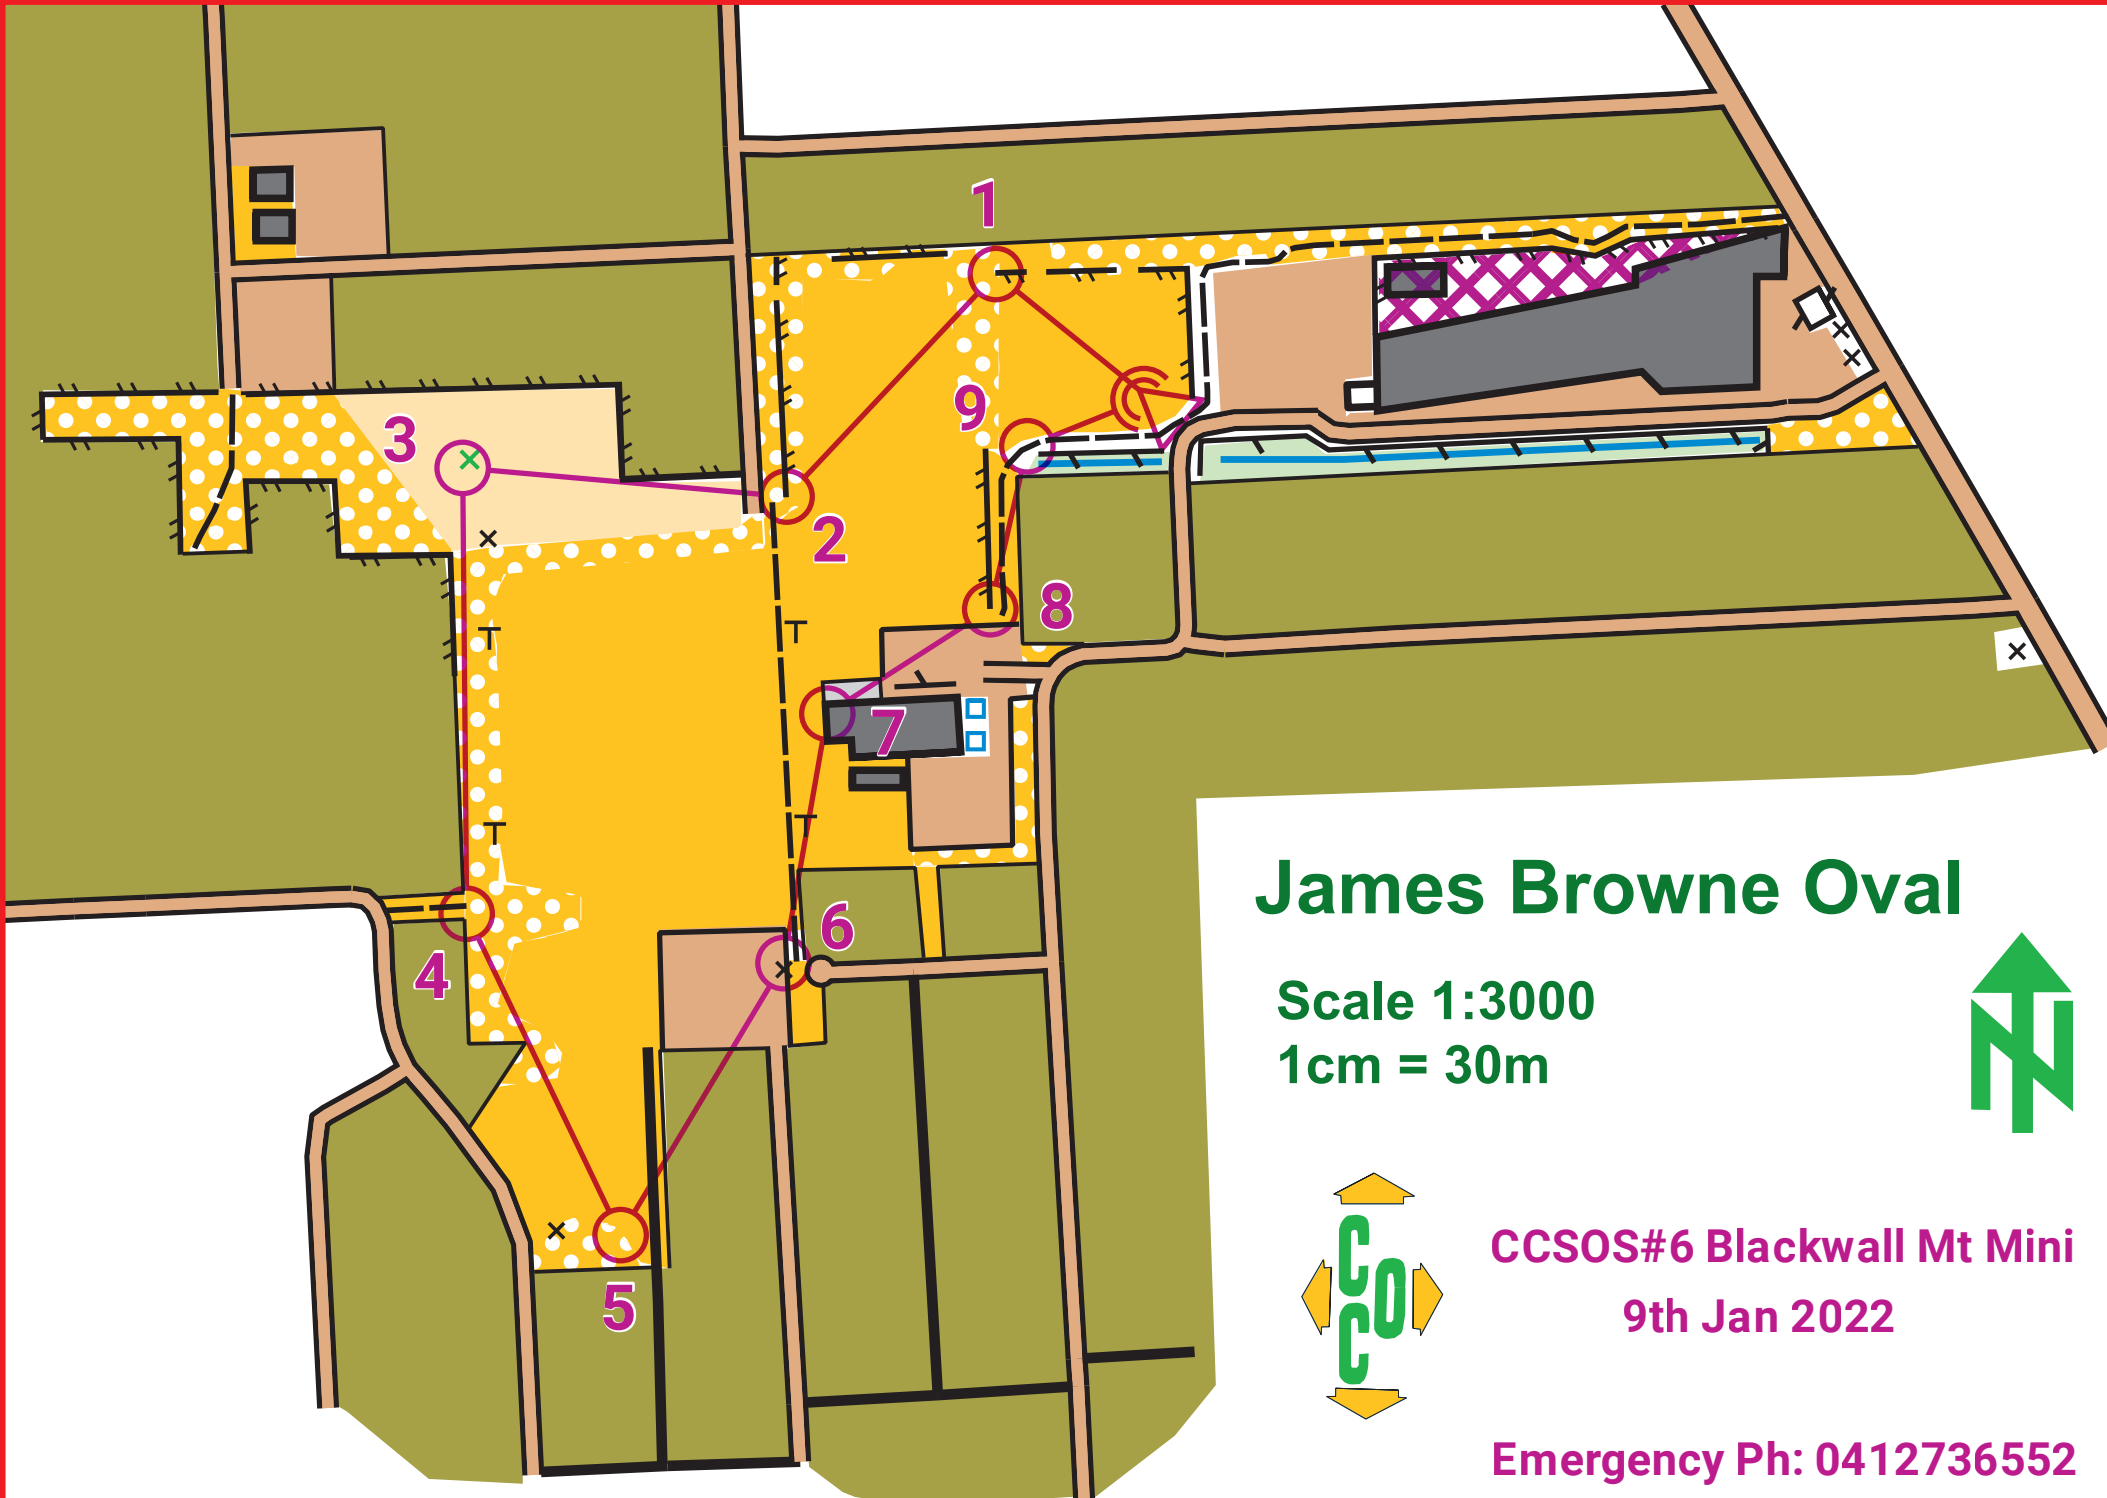 1
3
9
2
8
7
6
4
5
James Browne Oval
Scale 1:3000
1cm = 30m
N
CCOC
CCSOS#6 Blackwall Mt Mini
9th Jan 2022
Emergency Ph: 0412736552